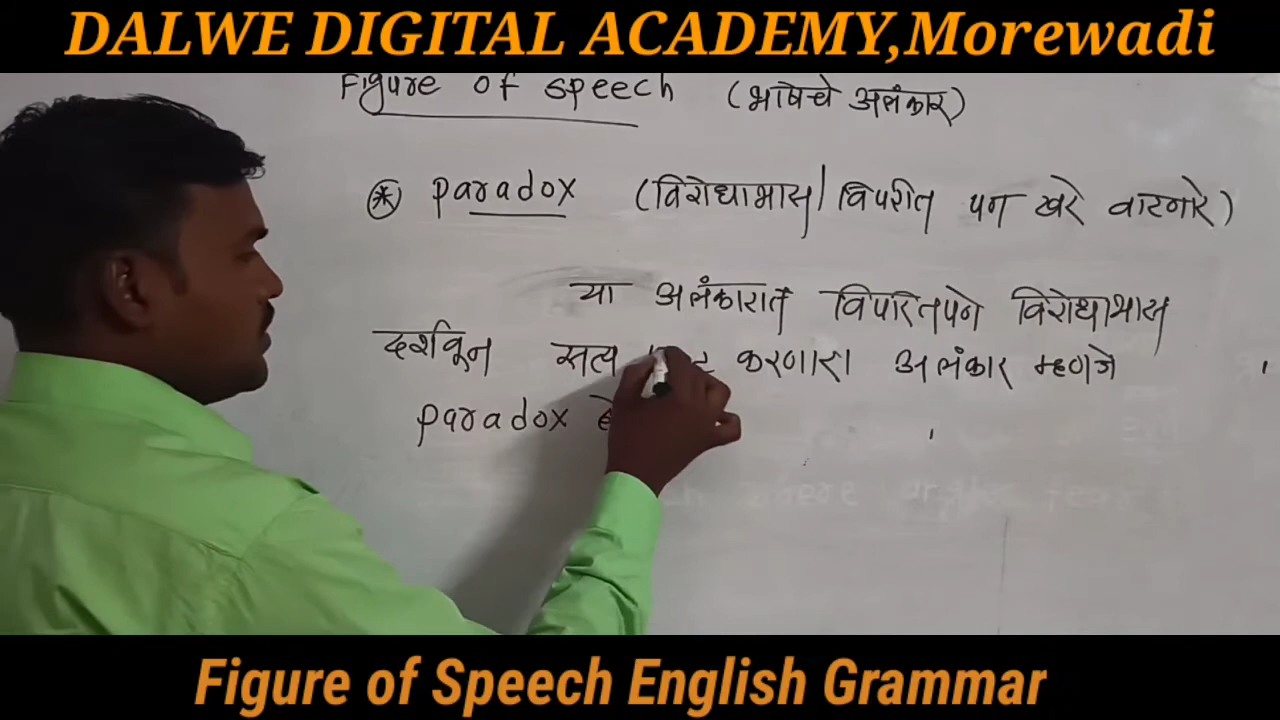 DALWE DIGITAL ACADEMY,Morewadi
Figure of speech (भाषेचे अलंकार)
* Paradox (विरोधाभास/विपरीत पण खरे वाटणारे)
या अलंकारात विपरितपणे विरोधाभास
दर्शवून सत्य करणारा अलंकार म्हणजे
paradox
Figure of Speech English Grammar